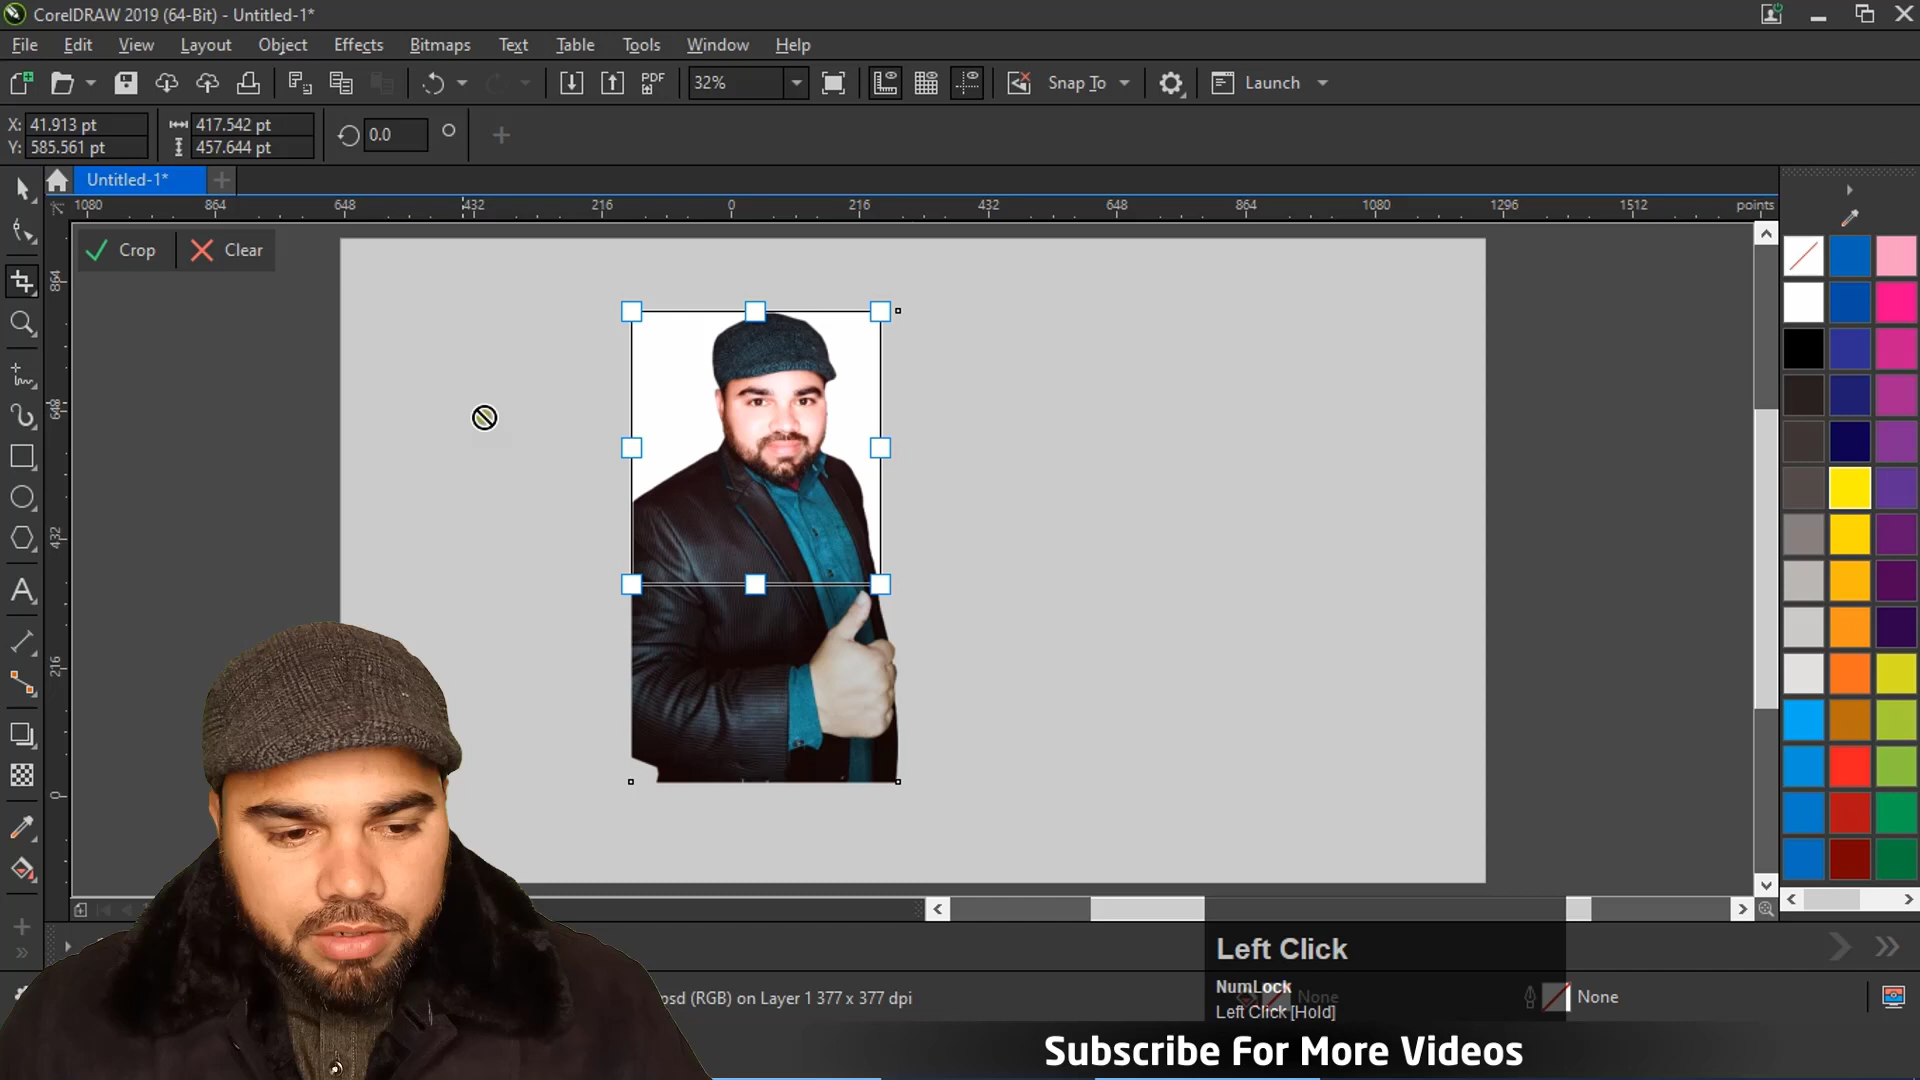 CorelDRAW 2019 (64-Bit) - Untitled-1*
File Edit View Layout Object Effects Bitmaps Text Table Tools Window Help
PDF 32% Snap To Launch
X: 41.913 pt 417.542 pt 0.0
Y: 585.561 pt 457.644 pt
Untitled-1*
1080 864 648 432 216 0 216 432 648 864 1080 1296 1512 points
Crop Clear
864
648
432
216
0
Left Click
NumLock
Left Click [Hold]
psd (RGB) on Layer 1 377 x 377 dpi
None
None
Subscribe For More Videos